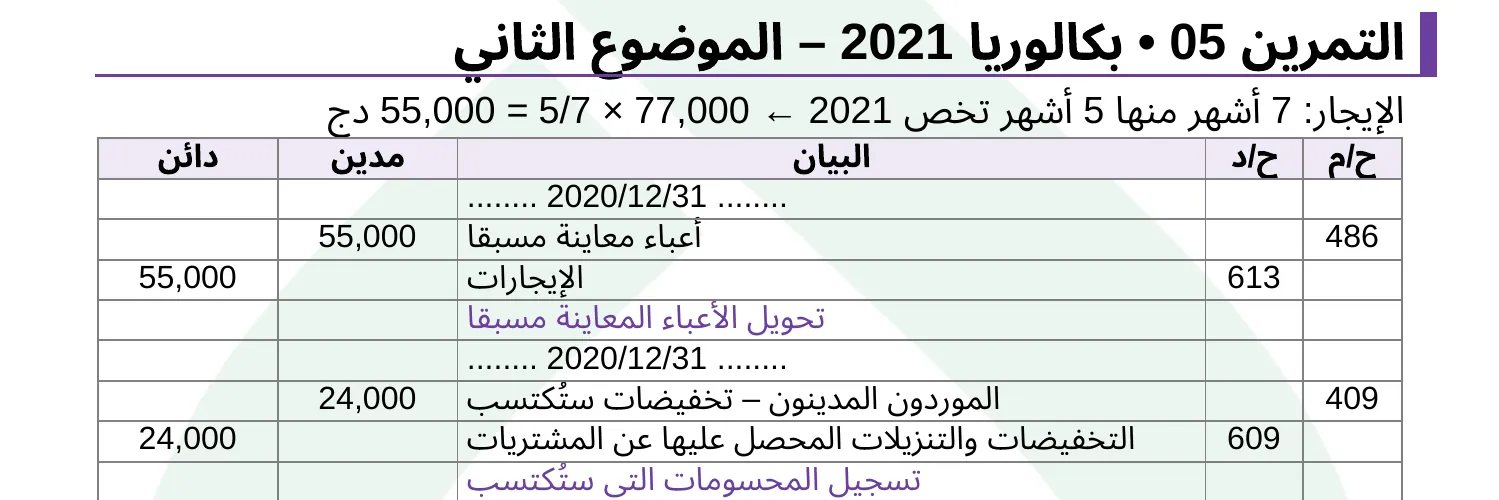 التمرين 05 • بكالوريا 2021 – الموضوع الثاني
الإيجار: 7 أشهر منها 5 أشهر تخص 2021 ← 77,000 × 5/7 = 55,000 دج
ح/م ح/د البيان مدين دائن
........ 2020/12/31 ........
486 أعباء معاينة مسبقا 55,000
613 الإيجارات 55,000
تحويل الأعباء المعاينة مسبقا
........ 2020/12/31 ........
409 الموردون المدينون – تخفيضات ستُكتسب 24,000
609 التخفيضات والتنزيلات المحصل عليها عن المشتريات 24,000
تسجيل المحسومات التي ستُكتسب